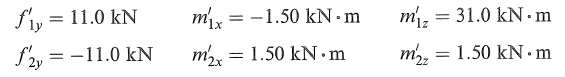 f′₁y = 11.0 kN m′₁x = −1.50 kN·m m′₁z = 31.0 kN·m
f′₂y = −11.0 kN m′₂x = 1.50 kN·m m′₂z = 1.50 kN·m